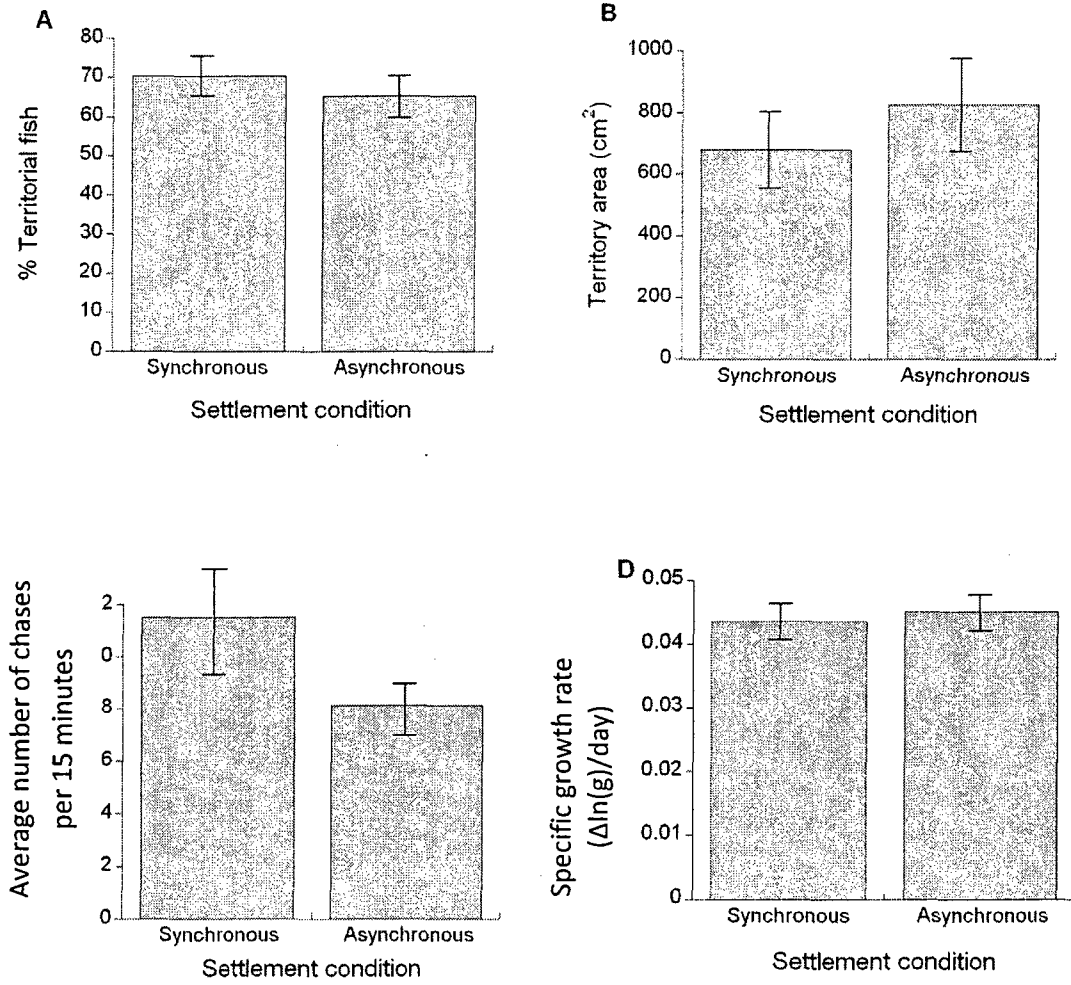 A
80
70
60
50
40
30
20
10
0
% Territorial fish
Synchronous Asynchronous
Settlement condition
B
1000
800
600
400
200
0
Territory area (cm²)
Synchronous Asynchronous
Settlement condition
2
0
8
6
4
2
0
Average number of chases
per 15 minutes
Synchronous Asynchronous
Settlement condition
D
0.05
0.04
0.03
0.02
0.01
0
Specific growth rate
(Δln(g)/day)
Synchronous Asynchronous
Settlement condition